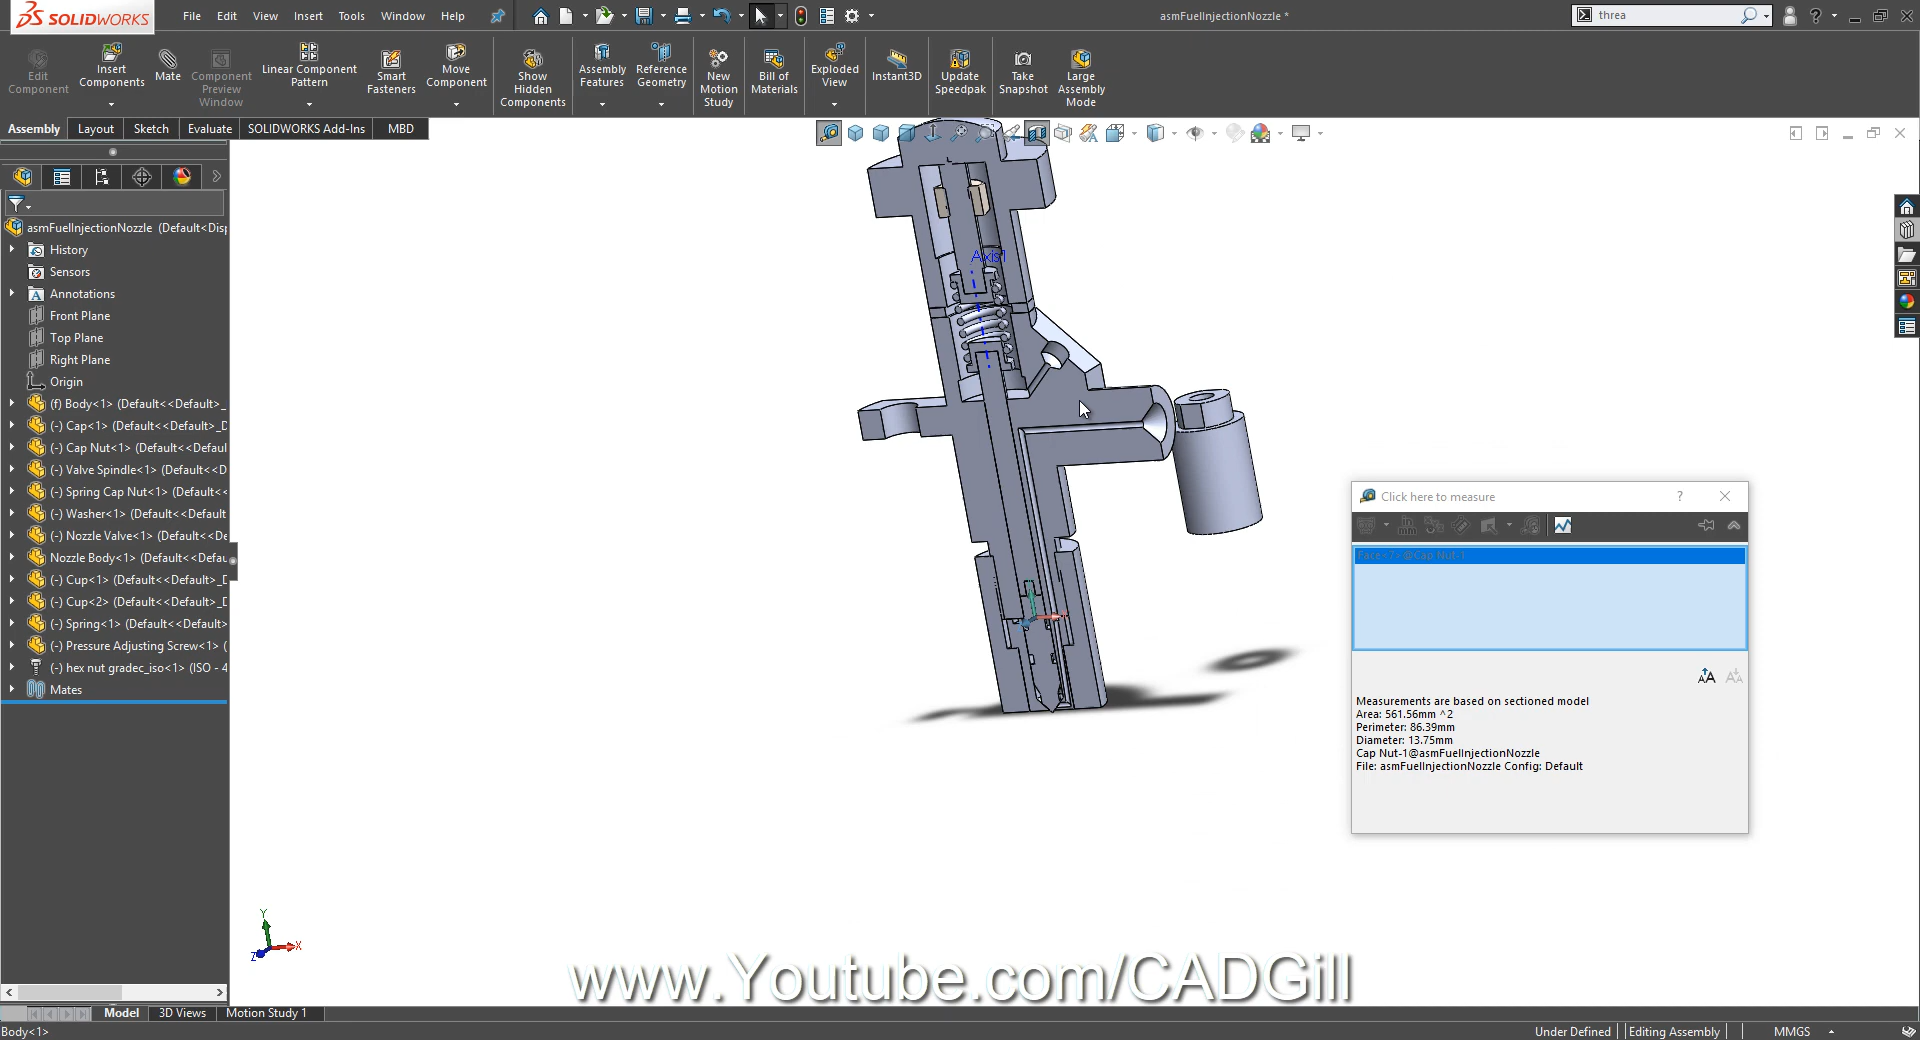 SOLIDWORKS
File Edit View Insert Tools Window Help
asmFuelInjectionNozzle *
threa
Edit Component
Insert Components
Mate
Component Preview Window
Linear Component Pattern
Smart Fasteners
Move Component
Show Hidden Components
Assembly Features
Reference Geometry
New Motion Study
Bill of Materials
Exploded View
Instant3D
Update Speedpak
Take Snapshot
Large Assembly Mode
Assembly Layout Sketch Evaluate SOLIDWORKS Add-Ins MBD
asmFuelInjectionNozzle (Default<Disp
History
Sensors
Annotations
Front Plane
Top Plane
Right Plane
Origin
(f) Body<1> (Default<<Default>_
(-) Cap<1> (Default<<Default>_D
(-) Cap Nut<1> (Default<<Defaul
(-) Valve Spindle<1> (Default<<D
(-) Spring Cap Nut<1> (Default<<
(-) Washer<1> (Default<<Default
(-) Nozzle Valve<1> (Default<<De
Nozzle Body<1> (Default<<Defau
(-) Cup<1> (Default<<Default>_D
(-) Cup<2> (Default<<Default>_D
(-) Spring<1> (Default<<Default>
(-) Pressure Adjusting Screw<1> (
(-) hex nut gradec_iso<1> (ISO - 4
Mates
Axis1
Click here to measure
Face<7>@Cap Nut-1
Measurements are based on sectioned model
Area: 561.56mm ^2
Perimeter: 86.39mm
Diameter: 13.75mm
Cap Nut-1@asmFuelInjectionNozzle
File: asmFuelInjectionNozzle Config: Default
Y
X
Z
www.Youtube.com/CADGill
Model 3D Views Motion Study 1
Body<1>
Under Defined Editing Assembly MMGS